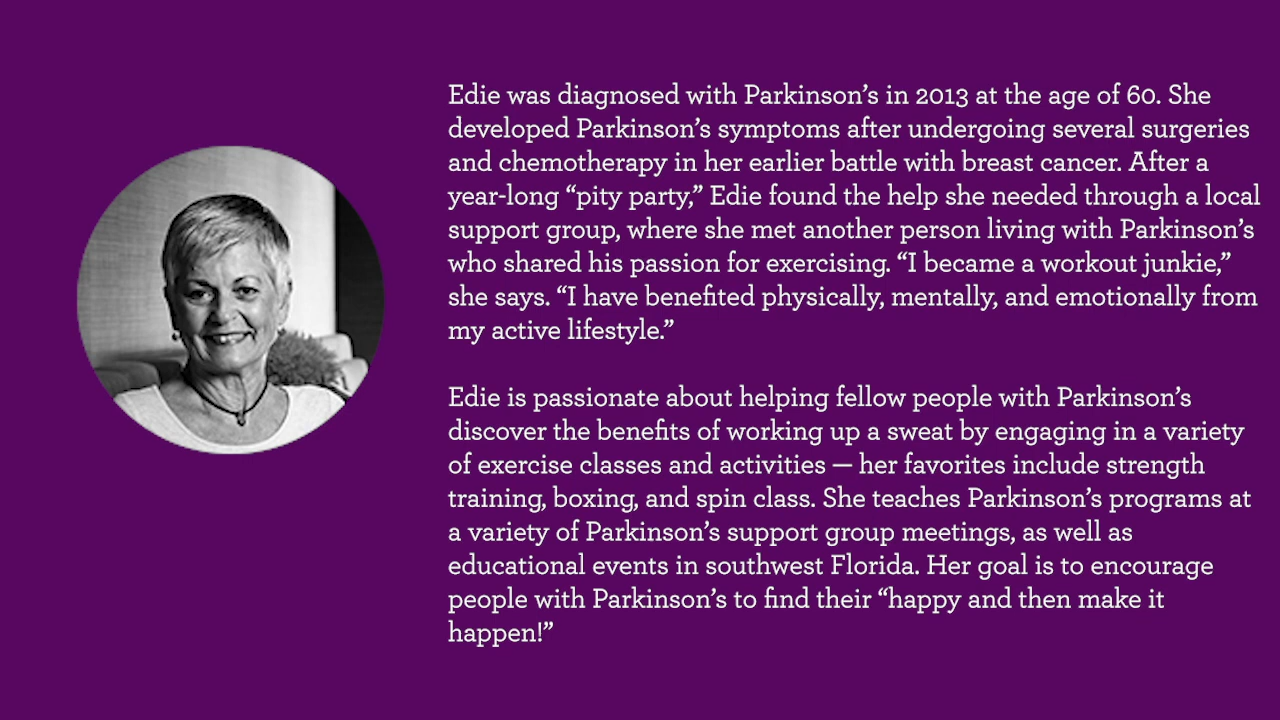 Edie was diagnosed with Parkinson’s in 2013 at the age of 60. She
developed Parkinson’s symptoms after undergoing several surgeries
and chemotherapy in her earlier battle with breast cancer. After a
year-long “pity party,” Edie found the help she needed through a local
support group, where she met another person living with Parkinson’s
who shared his passion for exercising. “I became a workout junkie,”
she says. “I have benefited physically, mentally, and emotionally from
my active lifestyle.”
Edie is passionate about helping fellow people with Parkinson’s
discover the benefits of working up a sweat by engaging in a variety
of exercise classes and activities — her favorites include strength
training, boxing, and spin class. She teaches Parkinson’s programs at
a variety of Parkinson’s support group meetings, as well as
educational events in southwest Florida. Her goal is to encourage
people with Parkinson’s to find their “happy and then make it
happen!”